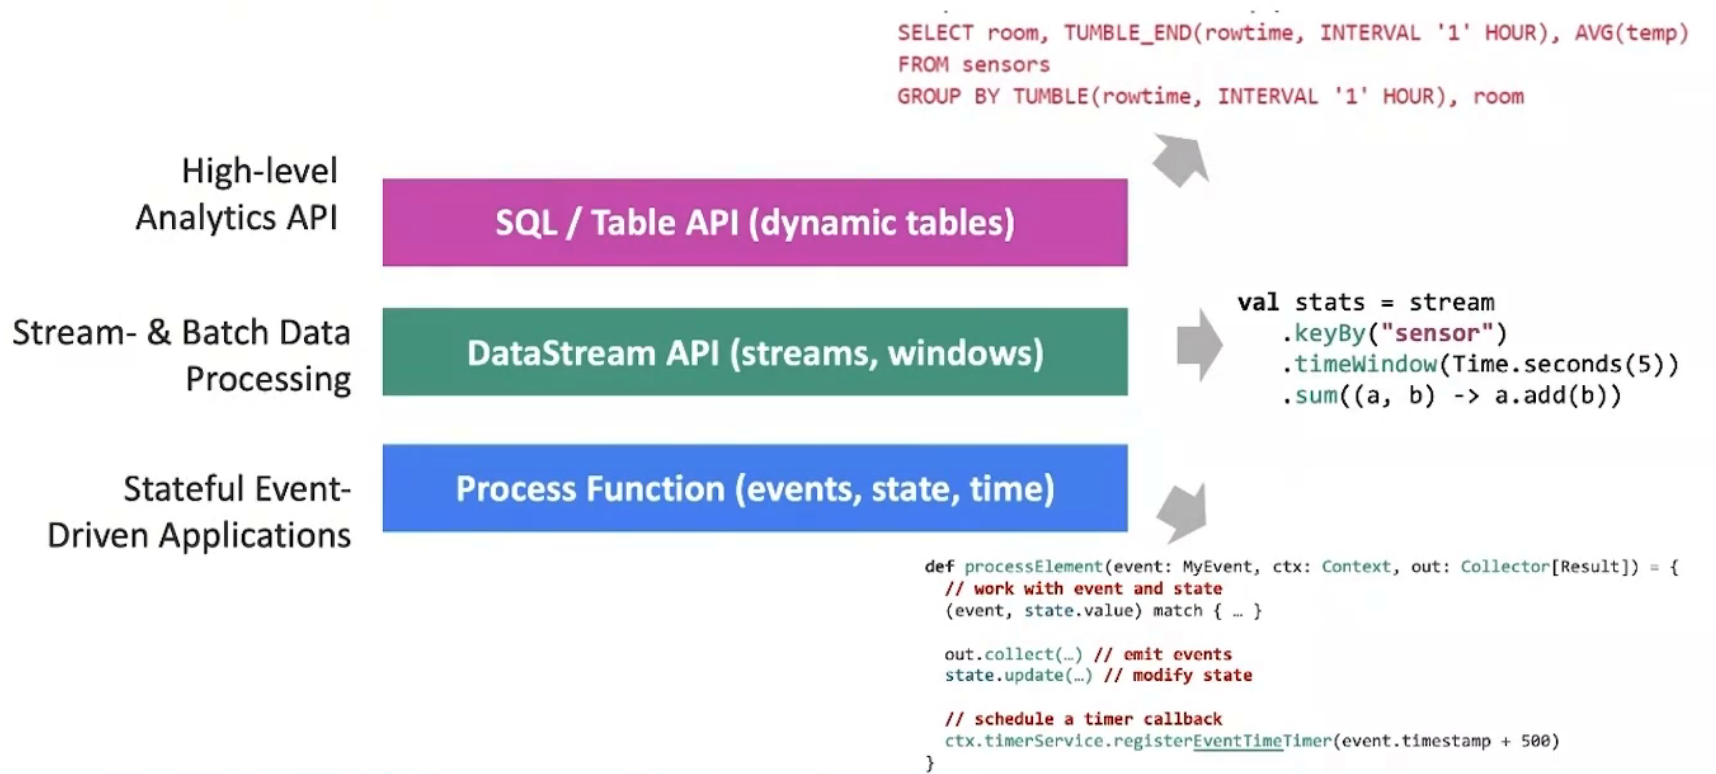 SELECT room, TUMBLE_END(rowtime, INTERVAL '1' HOUR), AVG(temp)
FROM sensors
GROUP BY TUMBLE(rowtime, INTERVAL '1' HOUR), room
High-level
Analytics API
SQL / Table API (dynamic tables)
Stream- & Batch Data
Processing
DataStream API (streams, windows)
val stats = stream
.keyBy("sensor")
.timeWindow(Time.seconds(5))
.sum((a, b) -> a.add(b))
Stateful Event-
Driven Applications
Process Function (events, state, time)
def processElement(event: MyEvent, ctx: Context, out: Collector[Result]) = {
// work with event and state
(event, state.value) match { … }
out.collect(…) // emit events
state.update(…) // modify state
// schedule a timer callback
ctx.timerService.registerEventTimeTimer(event.timestamp + 500)
}